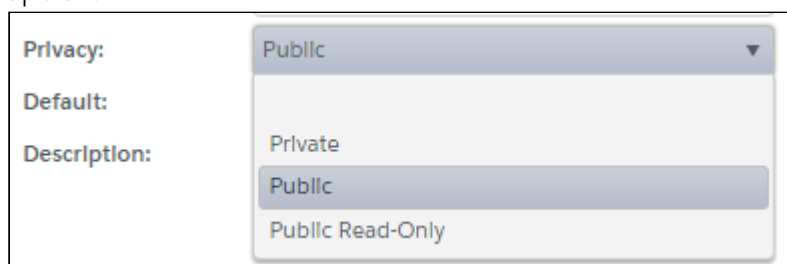 Privacy: Public
Default:
Description:
Private
Public
Public Read-Only